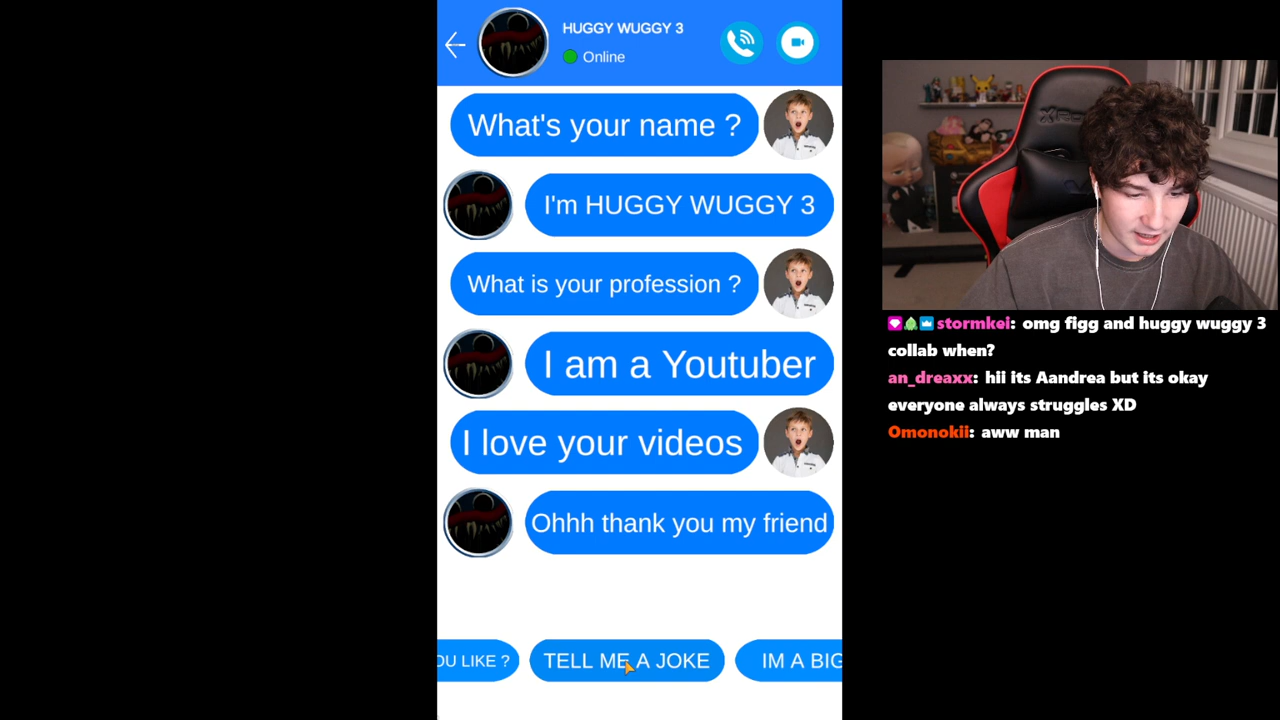 HUGGY WUGGY 3
Online
What's your name ?
I'm HUGGY WUGGY 3
What is your profession ?
I am a Youtuber
I love your videos
Ohhh thank you my friend
OU LIKE ?
TELL ME A JOKE
IM A BIG
stormkei: omg figg and huggy wuggy 3
collab when?
an_dreaxx: hii its Aandrea but its okay
everyone always struggles XD
Omonokii: aww man